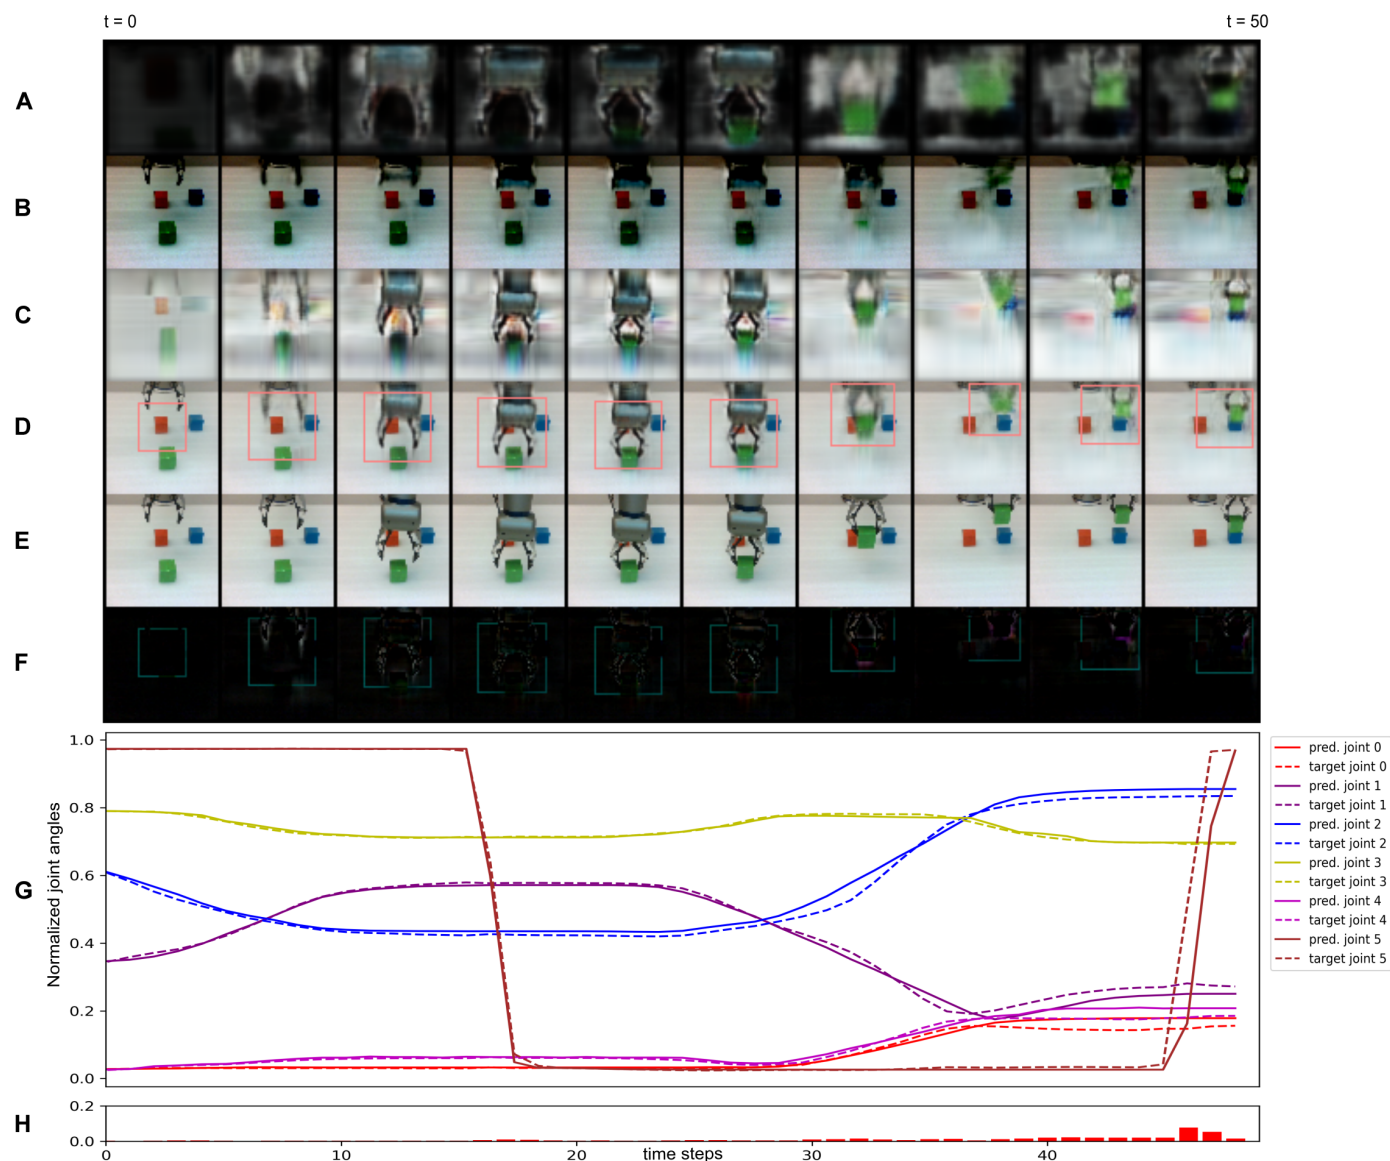 t = 0
t = 50
A
B
C
D
E
F
G
H
Normalized joint angles
1.0
0.8
0.6
0.4
0.2
0.0
pred. joint 0
target joint 0
pred. joint 1
target joint 1
pred. joint 2
target joint 2
pred. joint 3
target joint 3
pred. joint 4
target joint 4
pred. joint 5
target joint 5
0.2
0.0
0
10
20
time steps
30
40